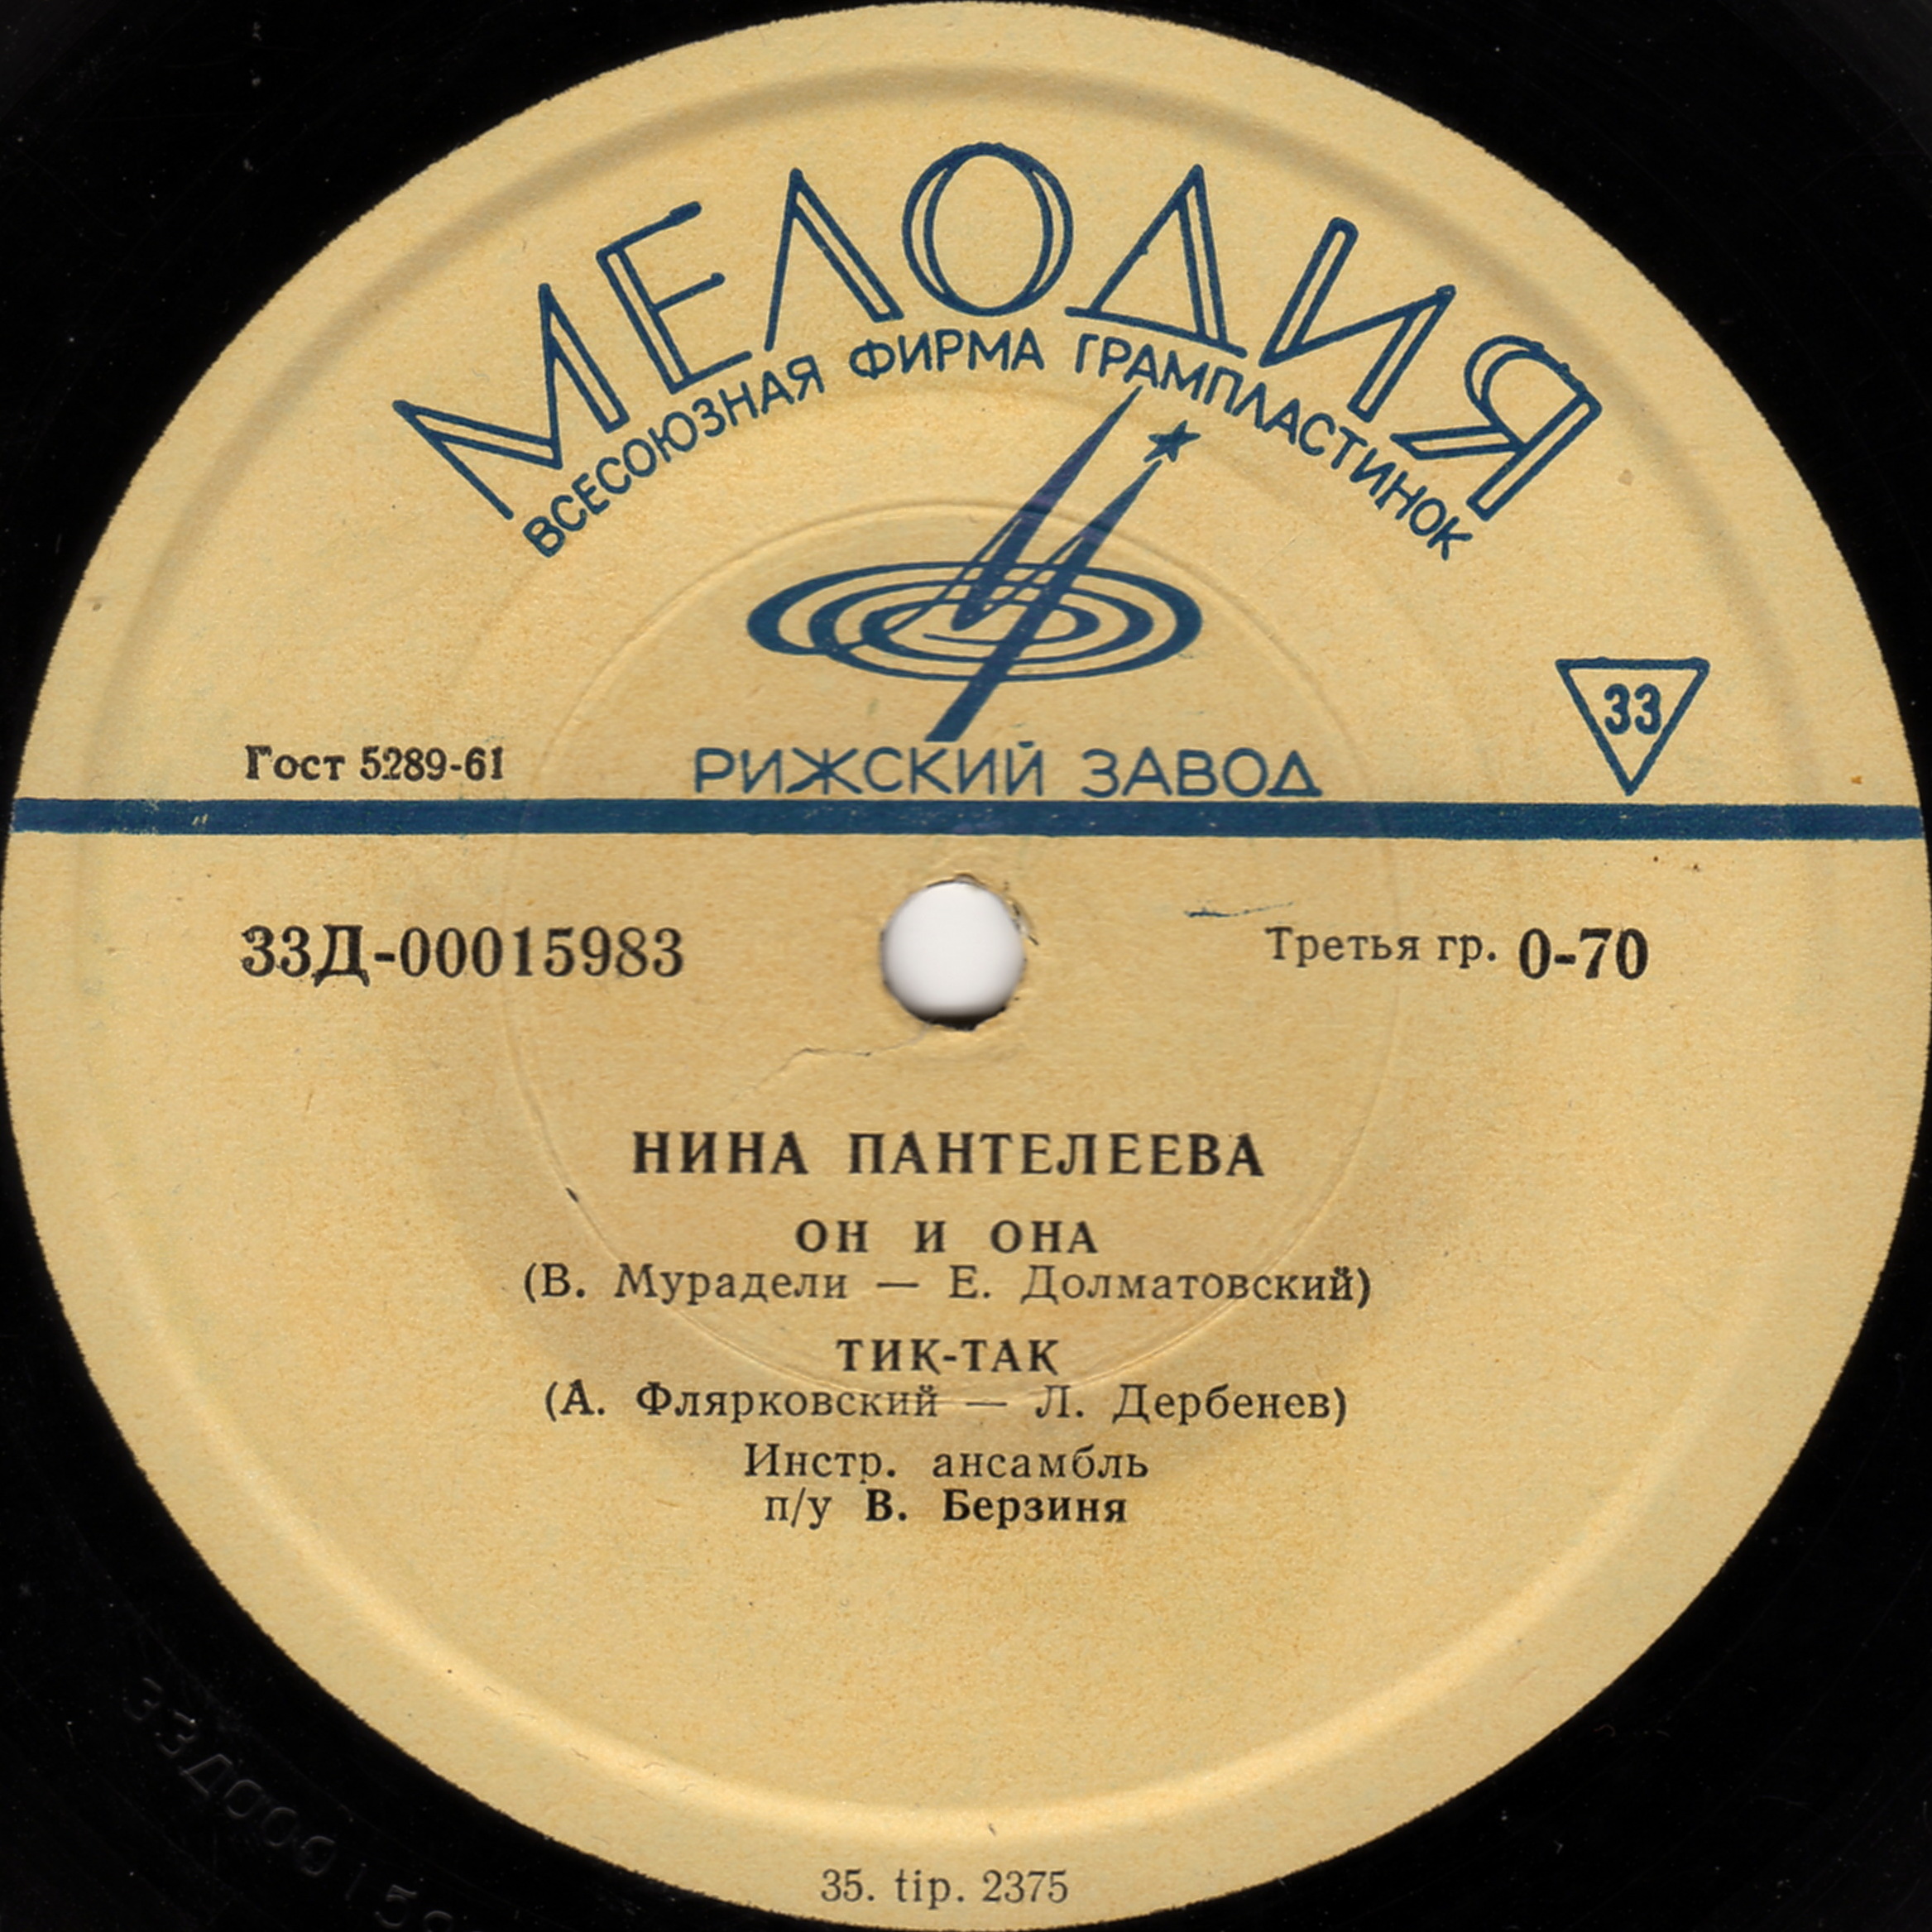 МЕЛОДИЯ
ВСЕСОЮЗНАЯ ФИРМА ГРАМПЛАСТИНОК
33
Гост 5289-61
РИЖСКИЙ ЗАВОД
33Д-00015983
Третья гр. 0-70
НИНА ПАНТЕЛЕЕВА
ОН И ОНА
(В. Мурадели — Е. Долматовский)
ТИК-ТАК
(А. Флярковский — Л. Дербенев)
Инстр. ансамбль
п/у В. Берзиня
35. tip. 2375